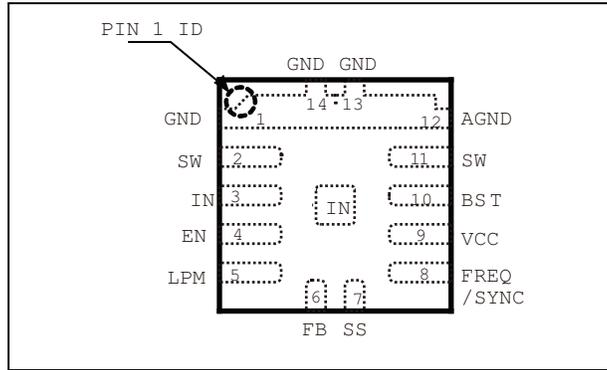 PIN 1 ID
GND GND
14 13
GND 1 12 AGND
SW 2 11 SW
IN 3 IN 10 BST
EN 4 9 VCC
LPM 5 8 FREQ
/SYNC
6 7
FB SS